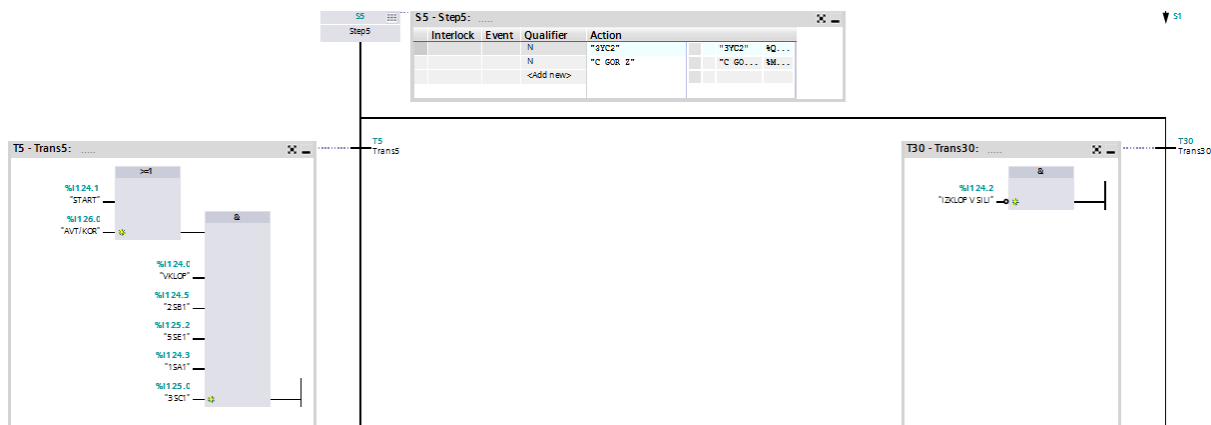 S5
Step5
S5 - Step5: .....
Interlock Event Qualifier Action
N "3YC2" "3YC2" %Q...
N "C GOR Z" "C GO... %M...
<Add new>
S1
T5 - Trans5: .....
T5
Trans5
>=1
%I124.1
"START"
%I126.0
"AVT/KOR"
&
%I124.0
"VKLOP"
%I124.5
"2SB1"
%I125.2
"5SE1"
%I124.3
"1SA1"
%I125.0
"3SC1"
T30 - Trans30: .....
T30
Trans30
&
%I124.2
"IZKLOP V SILI"